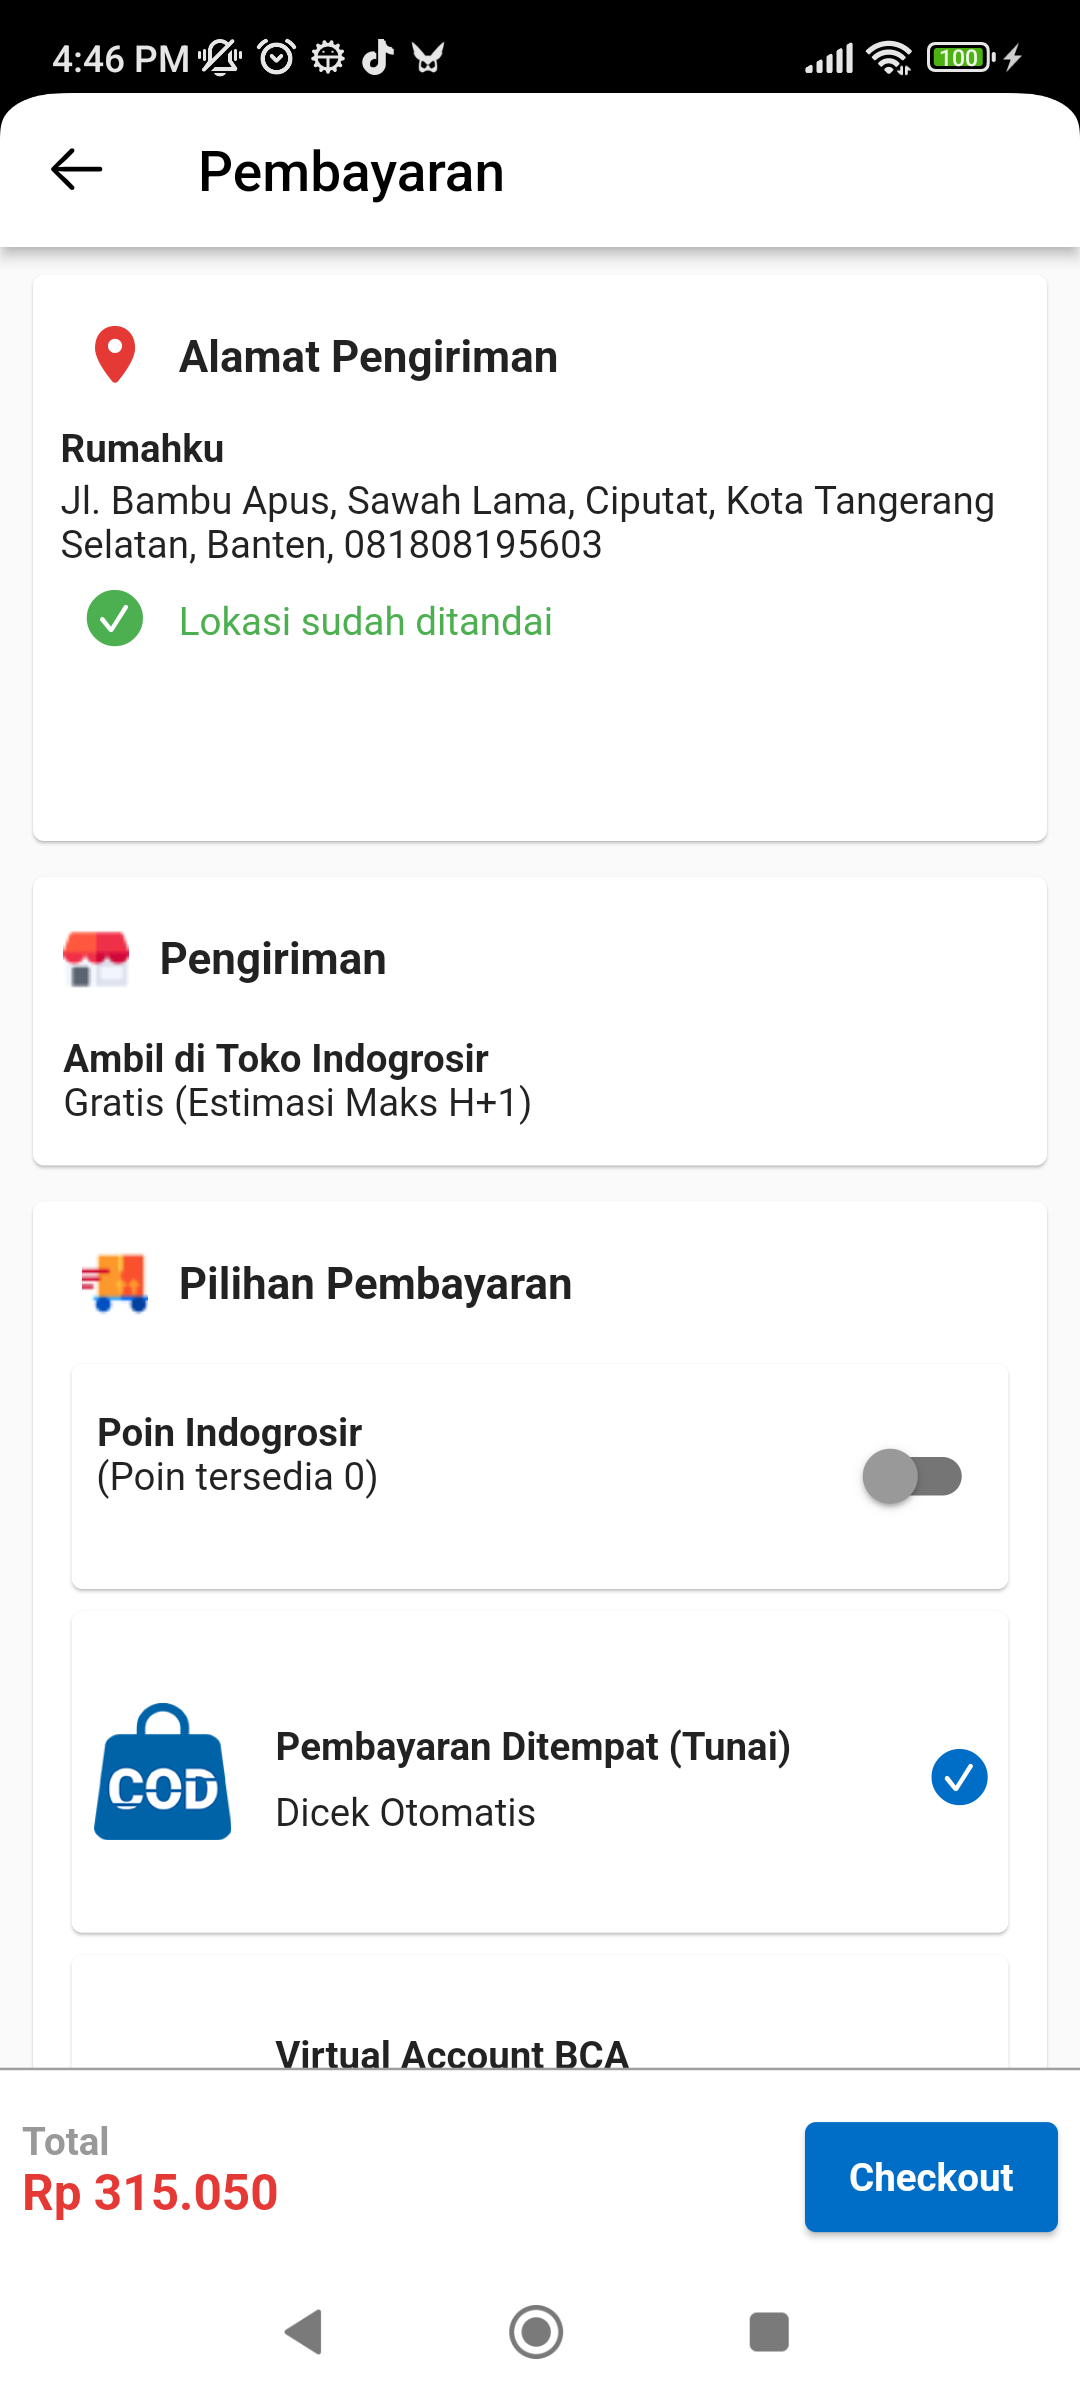 4:46 PM
100
Pembayaran
Alamat Pengiriman
Rumahku
Jl. Bambu Apus, Sawah Lama, Ciputat, Kota Tangerang
Selatan, Banten, 081808195603
Lokasi sudah ditandai
Pengiriman
Ambil di Toko Indogrosir
Gratis (Estimasi Maks H+1)
Pilihan Pembayaran
Poin Indogrosir
(Poin tersedia 0)
COD
Pembayaran Ditempat (Tunai)
Dicek Otomatis
Virtual Account BCA
Total
Rp 315.050
Checkout